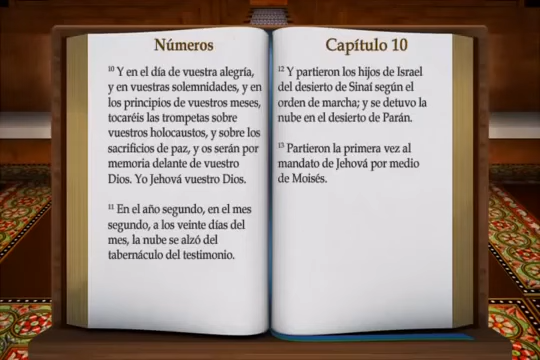 Números
¹⁰ Y en el día de vuestra alegría,
y en vuestras solemnidades, y en
los principios de vuestros meses,
tocaréis las trompetas sobre
vuestros holocaustos, y sobre los
sacrificios de paz, y os serán por
memoria delante de vuestro
Dios. Yo Jehová vuestro Dios.
¹¹ En el año segundo, en el mes
segundo, a los veinte días del
mes, la nube se alzó del
tabernáculo del testimonio.
Capítulo 10
¹² Y partieron los hijos de Israel
del desierto de Sinaí según el
orden de marcha; y se detuvo la
nube en el desierto de Parán.
¹³ Partieron la primera vez al
mandato de Jehová por medio
de Moisés.